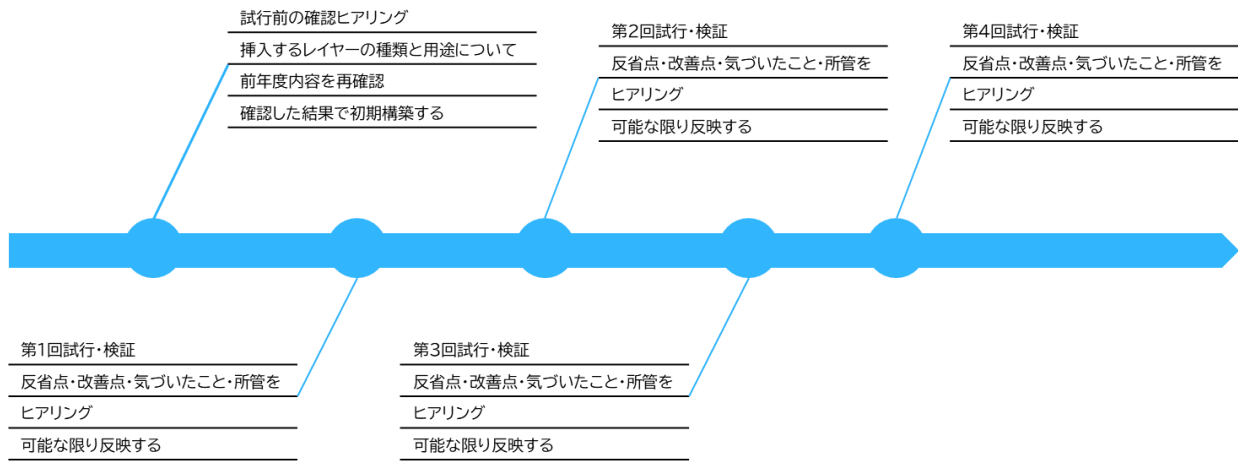 試行前の確認ヒアリング
挿入するレイヤーの種類と用途について
前年度内容を再確認
確認した結果で初期構築する
第1回試行・検証
反省点・改善点・気づいたこと・所管を
ヒアリング
可能な限り反映する
第2回試行・検証
反省点・改善点・気づいたこと・所管を
ヒアリング
可能な限り反映する
第3回試行・検証
反省点・改善点・気づいたこと・所管を
ヒアリング
可能な限り反映する
第4回試行・検証
反省点・改善点・気づいたこと・所管を
ヒアリング
可能な限り反映する